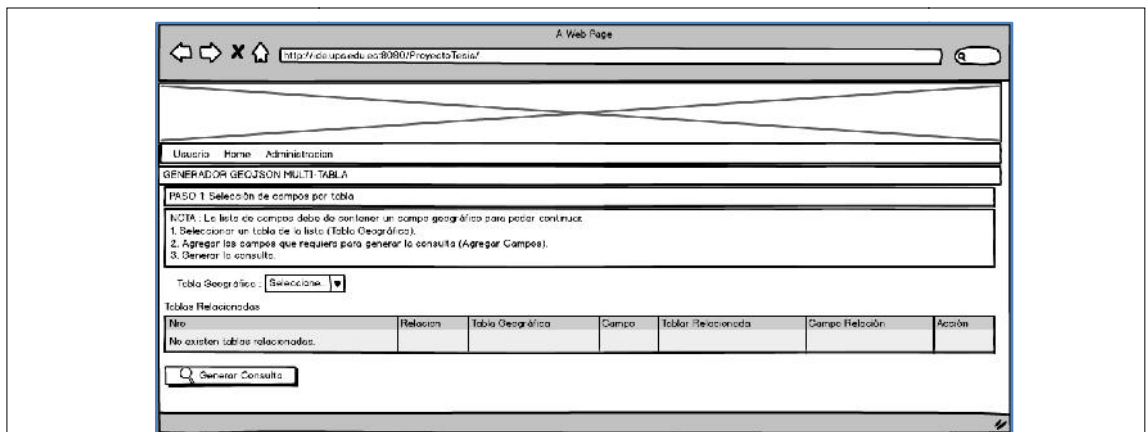 A Web Page
http://ide.ups.edu.ec:8080/ProyectoTesis/
Usuario Home Administracion
GENERADOR GEOJSON MULTI-TABLA
PASO 1 Selección de campos por tabla
NOTA : La lista de campos debe de contener un campo geográfico para poder continuar.
1. Seleccionar un tabla de la lista (Tabla Geográfica).
2. Agregar los campos que requiera para generar la consulta (Agregar Campos).
3. Generar la consulta.
Tabla Geográfica : Seleccione..
Tablas Relacionadas
Nro Relacion Tabla Geográfica Campo Tablar Relacionada Campo Relación Acción
No existen tablas relacionadas.
Generar Consulta